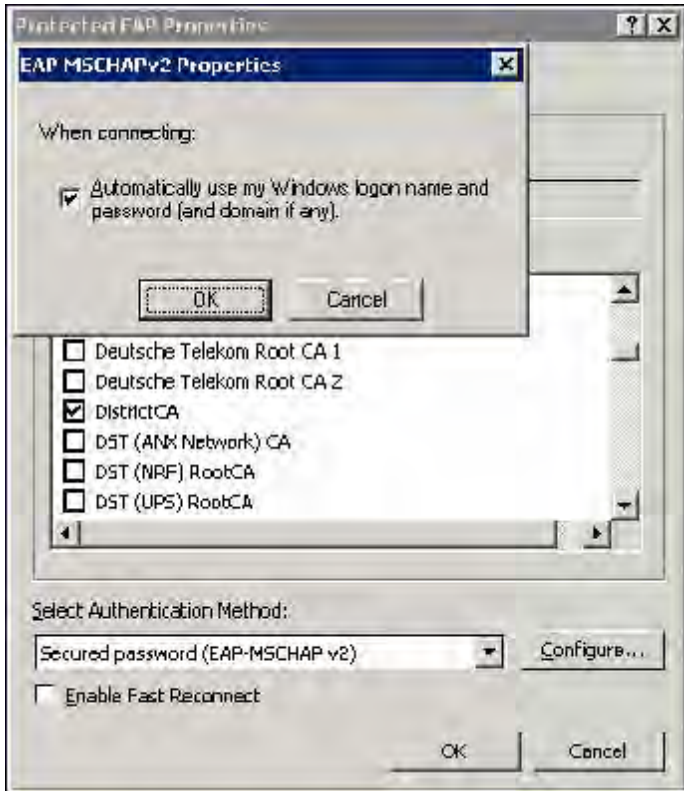 Protected EAP Properties
EAP MSCHAPv2 Properties
When connecting:
Automatically use my Windows logon name and
password (and domain if any).
OK
Cancel
Deutsche Telekom Root CA 1
Deutsche Telekom Root CA 2
DistrictCA
DST (ANX Network) CA
DST (NRF) RootCA
DST (UPS) RootCA
Select Authentication Method:
Secured password (EAP-MSCHAP v2)
Configure...
Enable Fast Reconnect
OK
Cancel